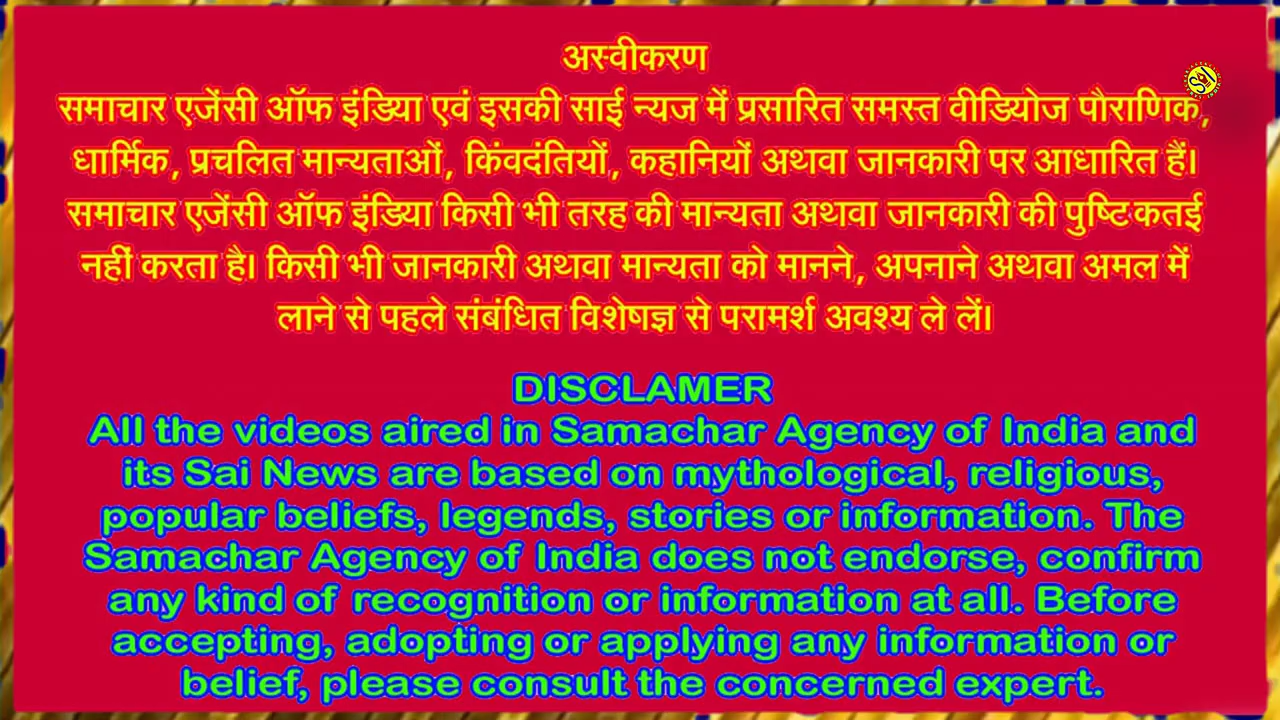 अस्वीकरण
समाचार एजेंसी ऑफ इंडिया एवं इसकी साई न्यज में प्रसारित समस्त वीडियोज पौराणिक,
धार्मिक, प्रचलित मान्यताओं, किंवदंतियों, कहानियों अथवा जानकारी पर आधारित हैं।
समाचार एजेंसी ऑफ इंडिया किसी भी तरह की मान्यता अथवा जानकारी की पुष्टि कतई
नहीं करता है। किसी भी जानकारी अथवा मान्यता को मानने, अपनाने अथवा अमल में
लाने से पहले संबंधित विशेषज्ञ से परामर्श अवश्य ले लें।
DISCLAMER
All the videos aired in Samachar Agency of India and
its Sai News are based on mythological, religious,
popular beliefs, legends, stories or information. The
Samachar Agency of India does not endorse, confirm
any kind of recognition or information at all. Before
accepting, adopting or applying any information or
belief, please consult the concerned expert.